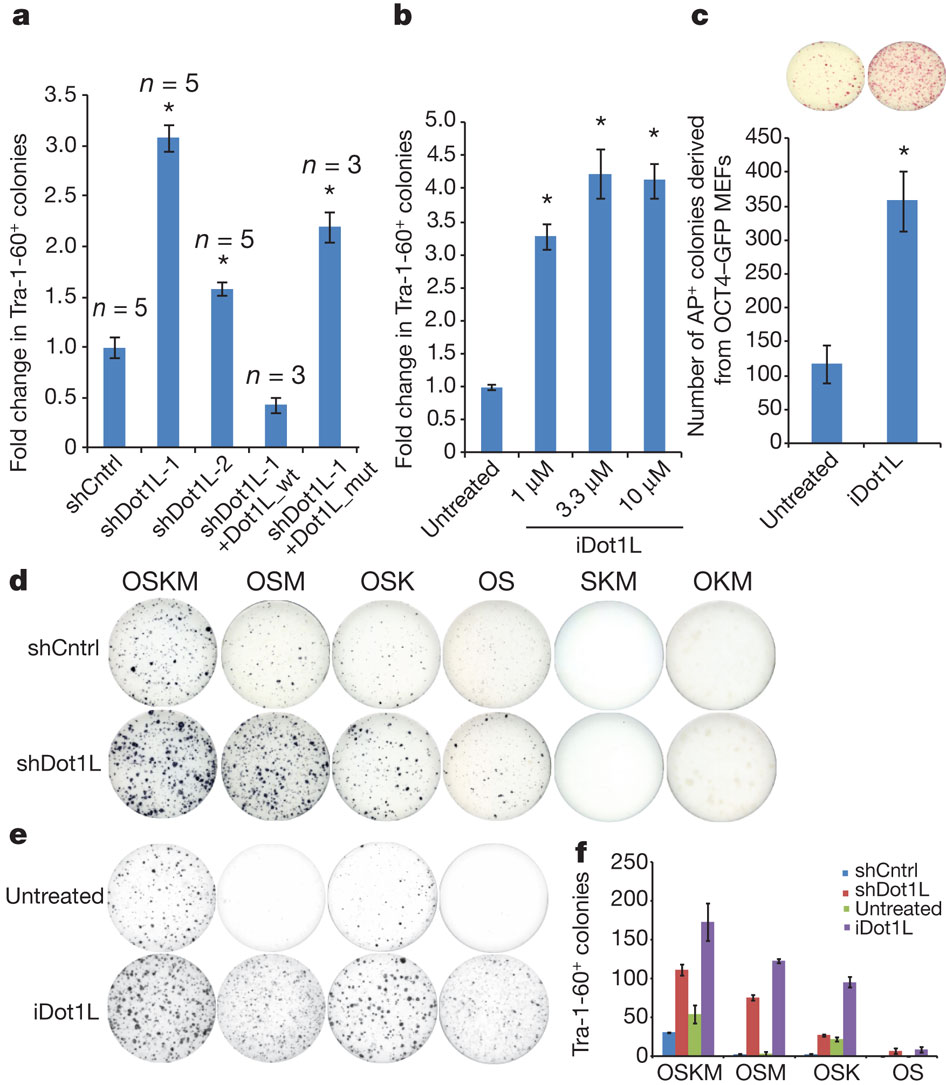 a
Fold change in Tra-1-60⁺ colonies
3.5
3.0
2.5
2.0
1.5
1.0
0.5
0
n = 5
n = 5
*
n = 5
*
n = 3
n = 3
*
shCntrl
shDot1L-1
shDot1L-2
shDot1L-1
+Dot1L_wt
shDot1L-1
+Dot1L_mut
b
Fold change in Tra-1-60⁺ colonies
5.0
4.5
4.0
3.5
3.0
2.5
2.0
1.5
1.0
0.5
0
*
*
*
Untreated
1 µM
3.3 µM
10 µM
iDot1L
c
Number of AP⁺ colonies derived
from OCT4–GFP MEFs
450
400
350
300
250
200
150
100
50
0
*
Untreated
iDot1L
d
OSKM OSM OSK OS SKM OKM
shCntrl
shDot1L
e
Untreated
iDot1L
f
Tra-1-60⁺ colonies
250
200
150
100
50
0
shCntrl
shDot1L
Untreated
iDot1L
OSKM OSM OSK OS